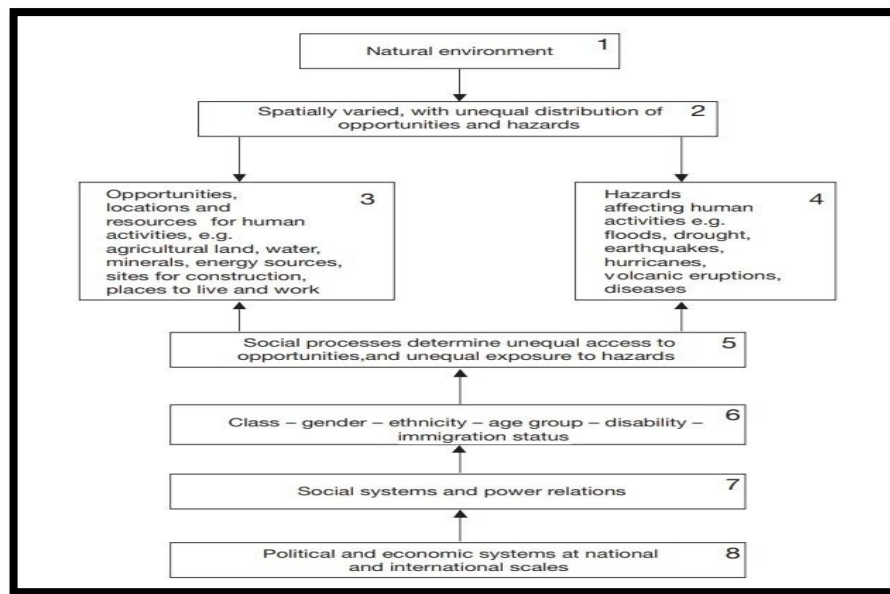 Natural environment 1
Spatially varied, with unequal distribution of 2
opportunities and hazards
Opportunities,
locations and 3
resources for human
activities, e.g.
agricultural land, water,
minerals, energy sources,
sites for construction,
places to live and work
Hazards
affecting human 4
activities e.g.
floods, drought,
earthquakes,
hurricanes,
volcanic eruptions,
diseases
Social processes determine unequal access to 5
opportunities,and unequal exposure to hazards
Class – gender – ethnicity – age group – disability – 6
immigration status
Social systems and power relations 7
Political and economic systems at national 8
and international scales